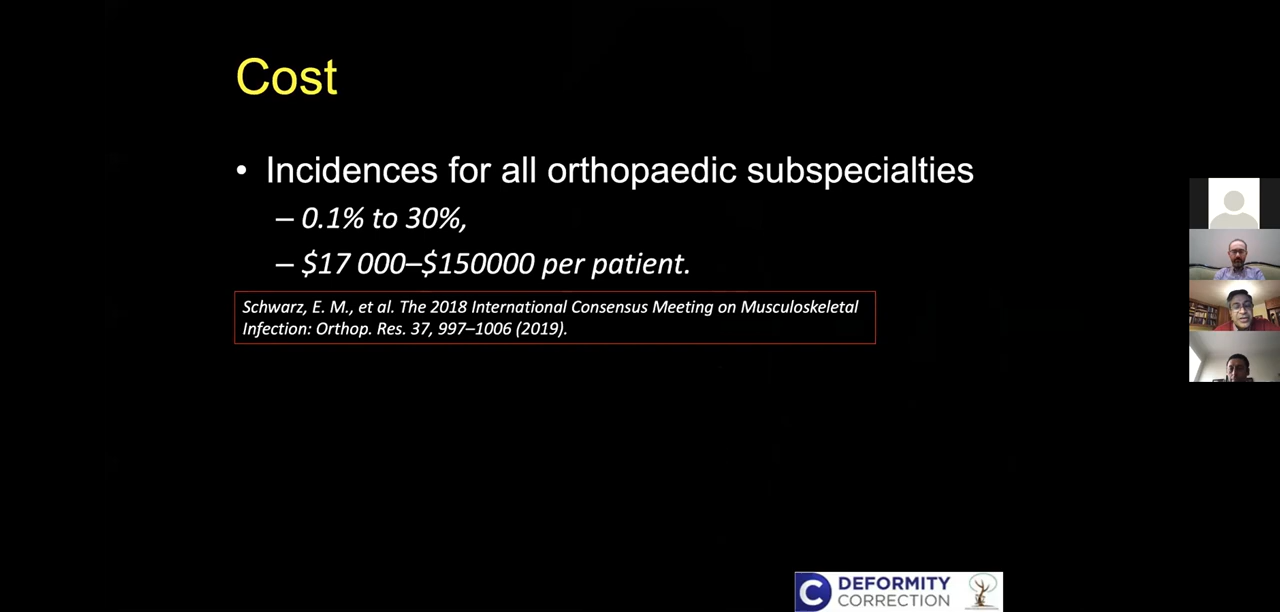 Cost
• Incidences for all orthopaedic subspecialties
– 0.1% to 30%,
– $17 000–$150000 per patient.
Schwarz, E. M., et al. The 2018 International Consensus Meeting on Musculoskeletal
Infection: Orthop. Res. 37, 997–1006 (2019).
DEFORMITY
CORRECTION